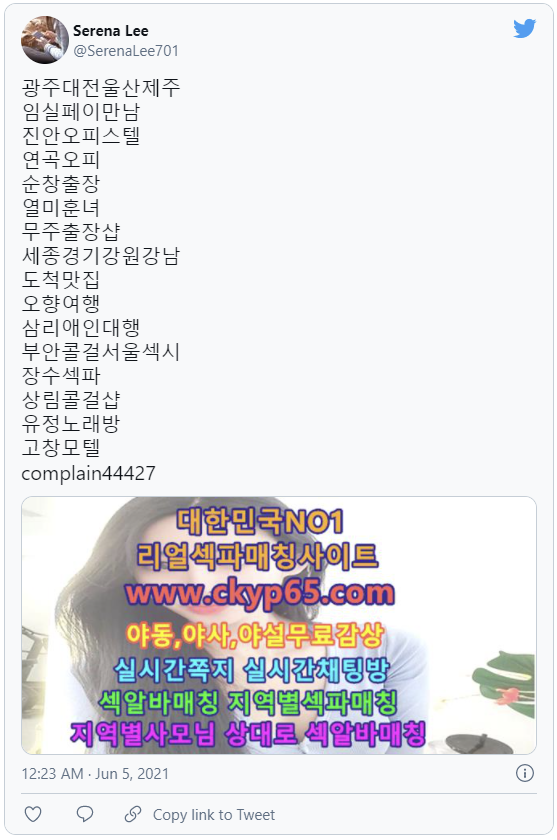 Serena Lee
@SerenaLee701
광주대전울산제주
임실페이만남
진안오피스텔
연곡오피
순창출장
열미훈녀
무주출장샵
세종경기강원강남
도척맛집
오향여행
삼리애인대행
부안콜걸서울섹시
장수섹파
상림콜걸샵
유정노래방
고창모텔
complain44427
대한민국NO1
리얼섹파매칭사이트
www.ckyp65.com
야동,야사,야설무료감상
실시간쪽지 실시간채팅방
섹알바매칭 지역별섹파매칭
지역별사모님 상대로 섹알바매칭
12:23 AM · Jun 5, 2021
Copy link to Tweet